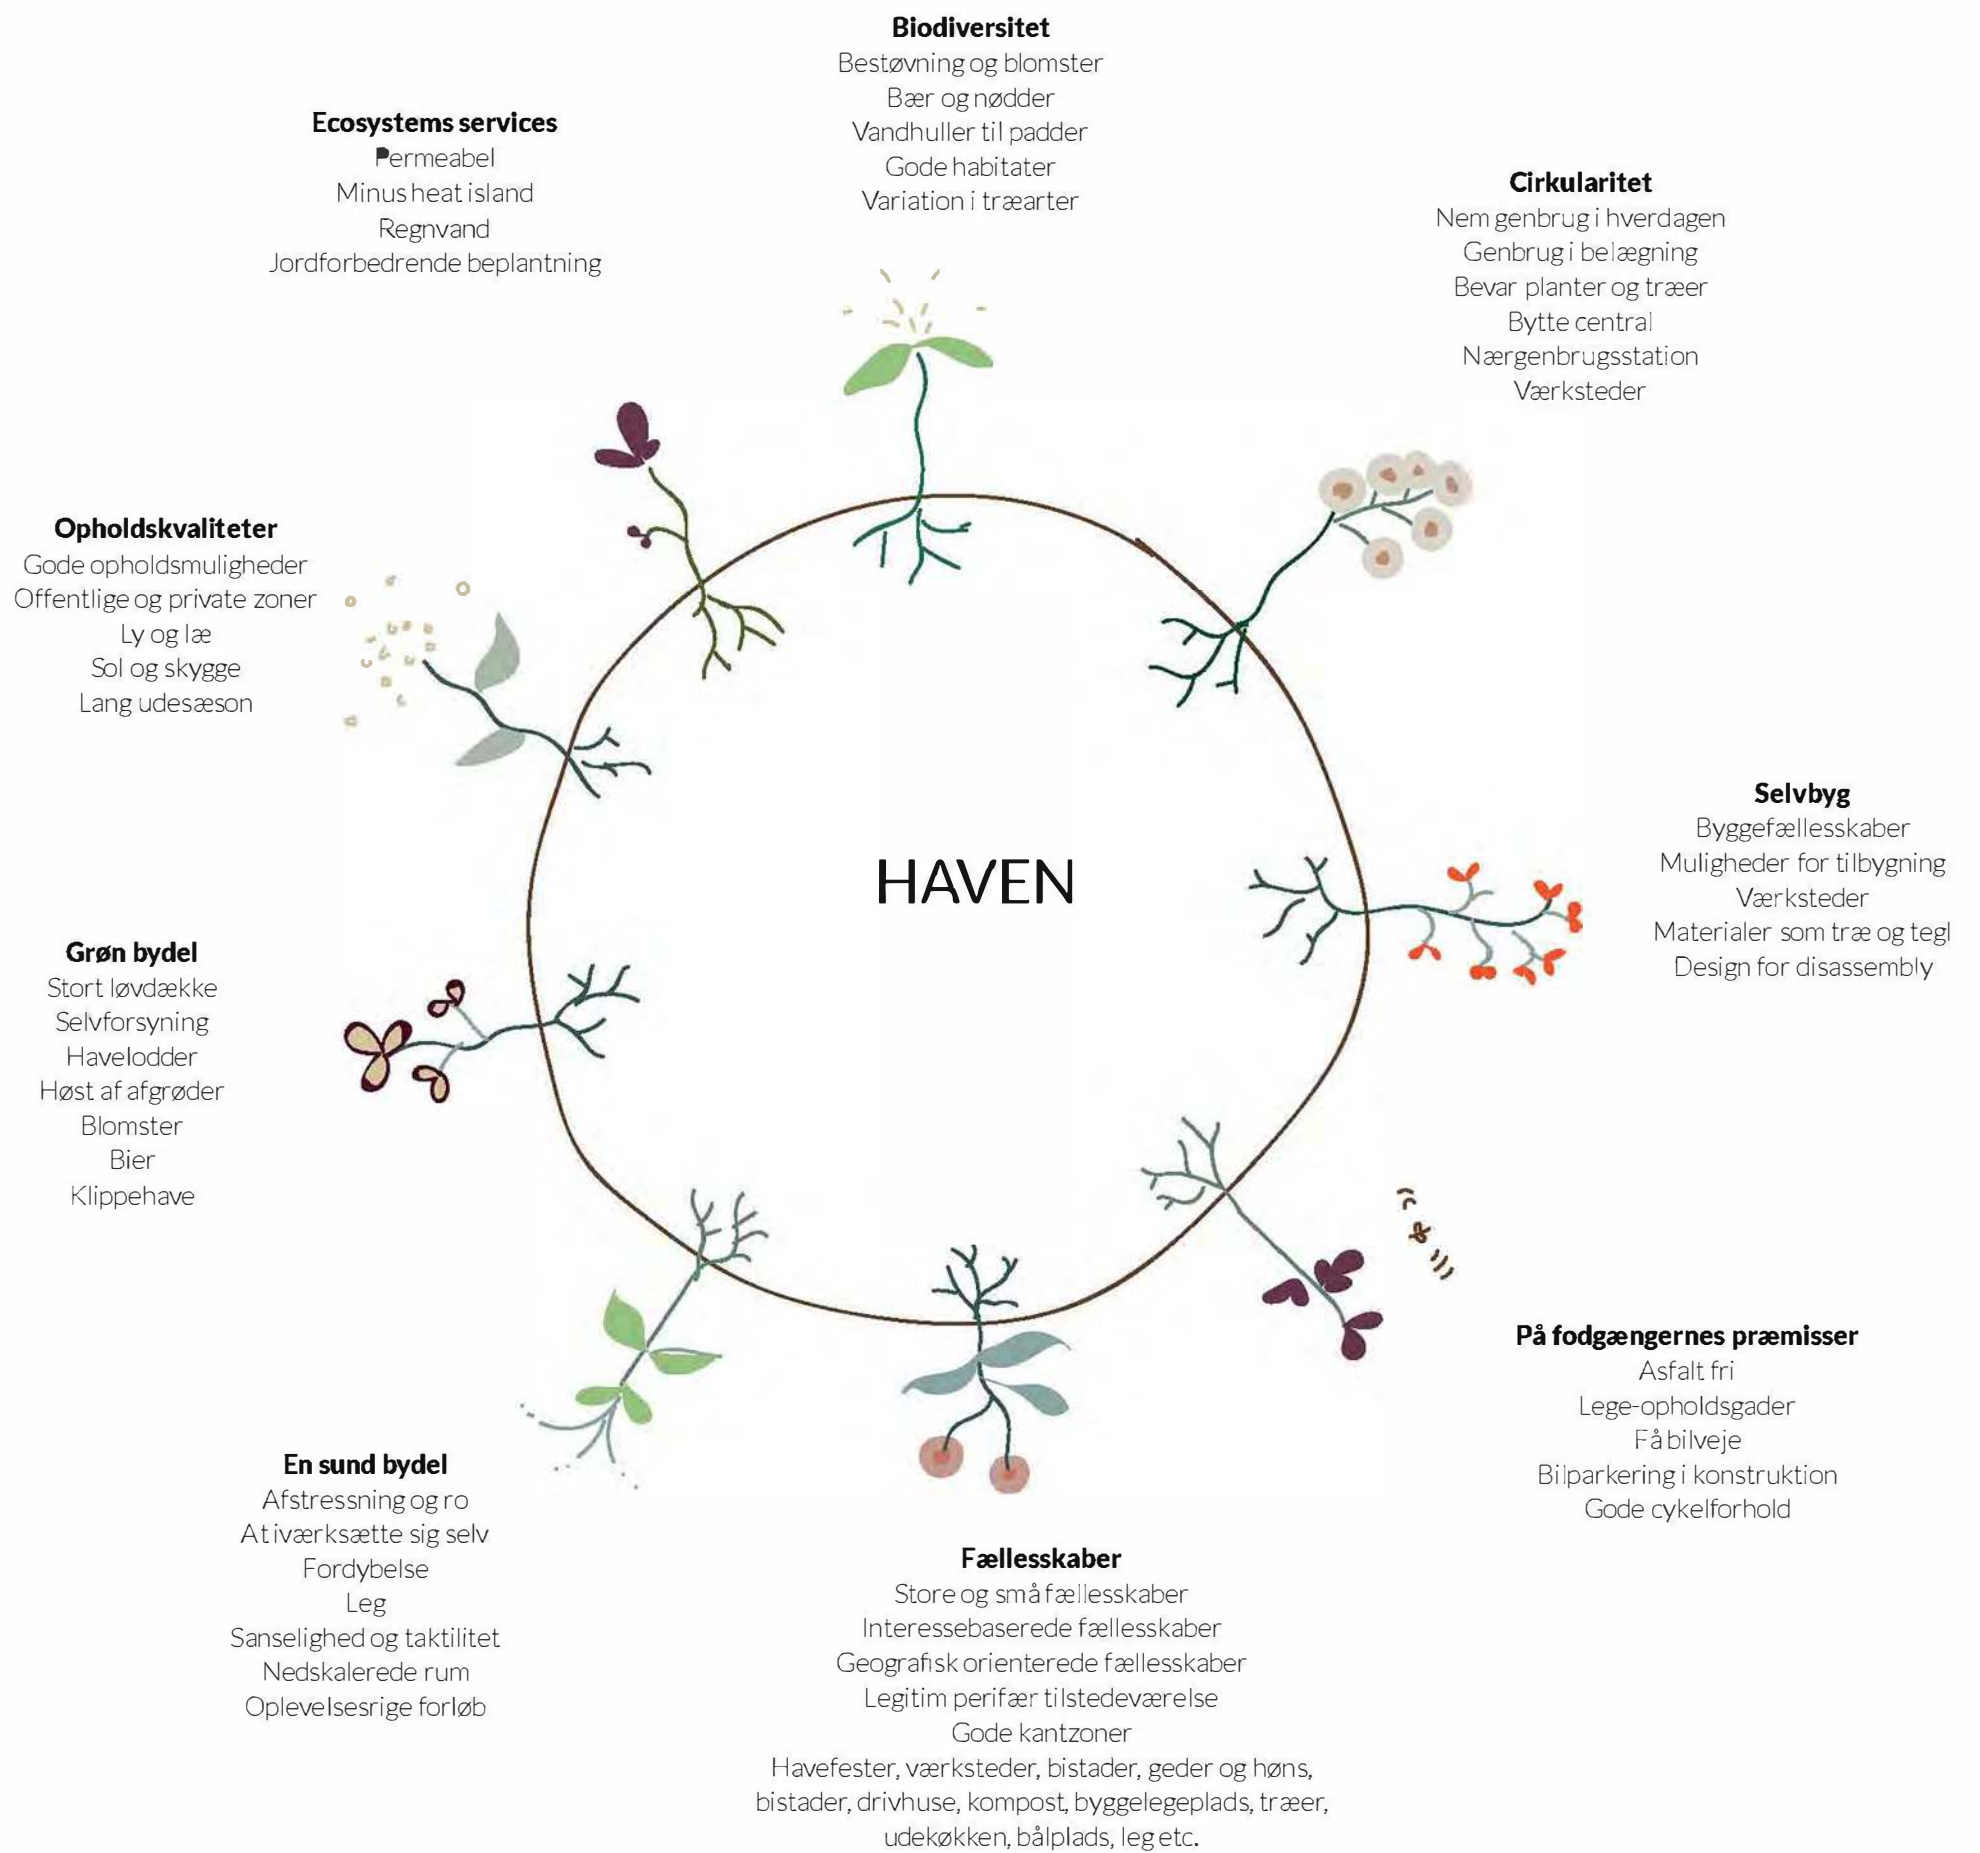 Biodiversitet
Bestøvning og blomster
Bær og nødder
Vandhuller til padder
Gode habitater
Variation i træarter
Ecosystems services
Permeabel
Minus heat island
Regnvand
Jordforbedrende beplantning
Cirkularitet
Nem genbrug i hverdagen
Genbrug i belægning
Bevar planter og træer
Bytte central
Nærgenbrugsstation
Værksteder
Opholdskvaliteter
Gode opholdsmuligheder
Offentlige og private zoner
Ly og læ
Sol og skygge
Lang udesæson
HAVEN
Selvbyg
Byggefællesskaber
Muligheder for tilbygning
Værksteder
Materialer som træ og tegl
Design for disassembly
Grøn bydel
Stort løvdække
Selvforsyning
Havelodder
Høst af afgrøder
Blomster
Bier
Klippehave
På fodgængernes præmisser
Asfalt fri
Lege-opholdsgader
Få bilveje
Bilparkering i konstruktion
Gode cykelforhold
En sund bydel
Afstressning og ro
At iværksætte sig selv
Fordybelse
Leg
Sanselighed og taktilitet
Nedskalerede rum
Oplevelsesrige forløb
Fællesskaber
Store og små fællesskaber
Interessebaserede fællesskaber
Geografisk orienterede fællesskaber
Legitim perifær tilstedeværelse
Gode kantzoner
Havefester, værksteder, bistader, geder og høns,
bistader, drivhuse, kompost, byggelegeplads, træer,
udekøkken, bålplads, leg etc.